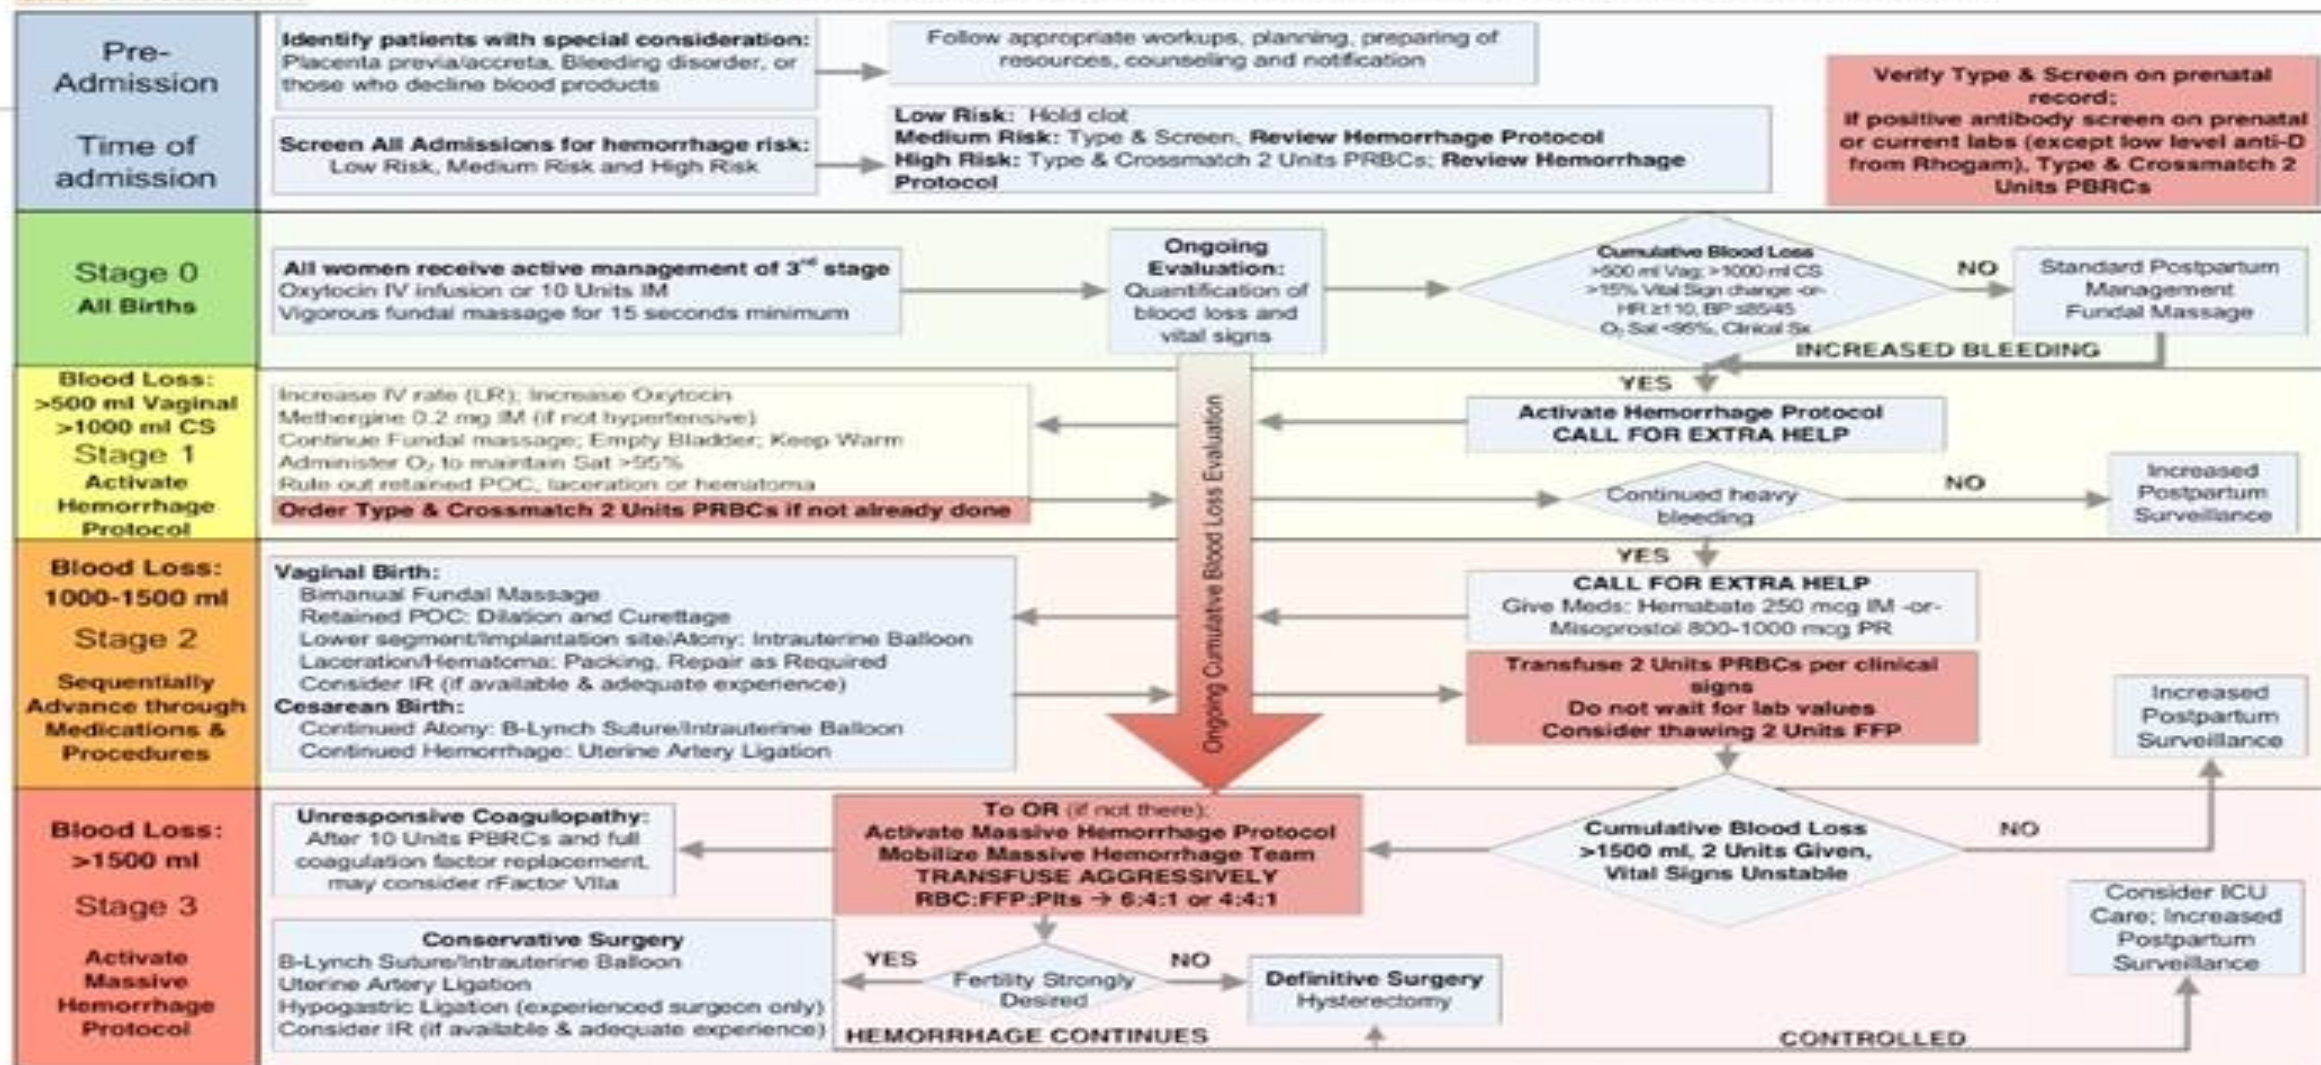 Pre-
Admission
Time of
admission
Identify patients with special consideration:
Placenta previa/accreta, Bleeding disorder, or
those who decline blood products
Follow appropriate workups, planning, preparing of
resources, counseling and notification
Screen All Admissions for hemorrhage risk:
Low Risk, Medium Risk and High Risk
Low Risk: Hold clot
Medium Risk: Type & Screen, Review Hemorrhage Protocol
High Risk: Type & Crossmatch 2 Units PRBCs; Review Hemorrhage
Protocol
Verify Type & Screen on prenatal
record;
if positive antibody screen on prenatal
or current labs (except low level anti-D
from Rhogam), Type & Crossmatch 2
Units PBRCs
Stage 0
All Births
All women receive active management of 3rd stage
Oxytocin IV infusion or 10 Units IM
Vigorous fundal massage for 15 seconds minimum
Ongoing
Evaluation:
Quantification of
blood loss and
vital signs
Cumulative Blood Loss
>500 ml Vag; >1000 ml CS
>15% Vital Sign change -or-
HR ≥110, BP ≤85/45
O2 Sat <95%, Clinical Sx
NO
Standard Postpartum
Management
Fundal Massage
INCREASED BLEEDING
YES
Blood Loss:
>500 ml Vaginal
>1000 ml CS
Stage 1
Activate
Hemorrhage
Protocol
Increase IV rate (LR); Increase Oxytocin
Methergine 0.2 mg IM (if not hypertensive)
Continue Fundal massage; Empty Bladder; Keep Warm
Administer O2 to maintain Sat >95%
Rule out retained POC, laceration or hematoma
Order Type & Crossmatch 2 Units PRBCs if not already done
Ongoing Cumulative Blood Loss Evaluation
Activate Hemorrhage Protocol
CALL FOR EXTRA HELP
Continued heavy
bleeding
NO
Increased
Postpartum
Surveillance
YES
Blood Loss:
1000-1500 ml
Stage 2
Sequentially
Advance through
Medications &
Procedures
Vaginal Birth:
Bimanual Fundal Massage
Retained POC: Dilation and Curettage
Lower segment/Implantation site/Atony: Intrauterine Balloon
Laceration/Hematoma: Packing, Repair as Required
Consider IR (if available & adequate experience)
Cesarean Birth:
Continued Atony: B-Lynch Suture/Intrauterine Balloon
Continued Hemorrhage: Uterine Artery Ligation
CALL FOR EXTRA HELP
Give Meds: Hemabate 250 mcg IM -or-
Misoprostol 800-1000 mcg PR
Transfuse 2 Units PRBCs per clinical
signs
Do not wait for lab values
Consider thawing 2 Units FFP
Increased
Postpartum
Surveillance
Blood Loss:
>1500 ml
Stage 3
Activate
Massive
Hemorrhage
Protocol
Unresponsive Coagulopathy:
After 10 Units PBRCs and full
coagulation factor replacement,
may consider rFactor VIIa
To OR (if not there);
Activate Massive Hemorrhage Protocol
Mobilize Massive Hemorrhage Team
TRANSFUSE AGGRESSIVELY
RBC:FFP:Plts → 6:4:1 or 4:4:1
Cumulative Blood Loss
>1500 ml, 2 Units Given,
Vital Signs Unstable
NO
Conservative Surgery
B-Lynch Suture/Intrauterine Balloon
Uterine Artery Ligation
Hypogastric Ligation (experienced surgeon only)
Consider IR (if available & adequate experience)
YES
Fertility Strongly
Desired
NO
Definitive Surgery
Hysterectomy
Consider ICU
Care; Increased
Postpartum
Surveillance
HEMORRHAGE CONTINUES
CONTROLLED